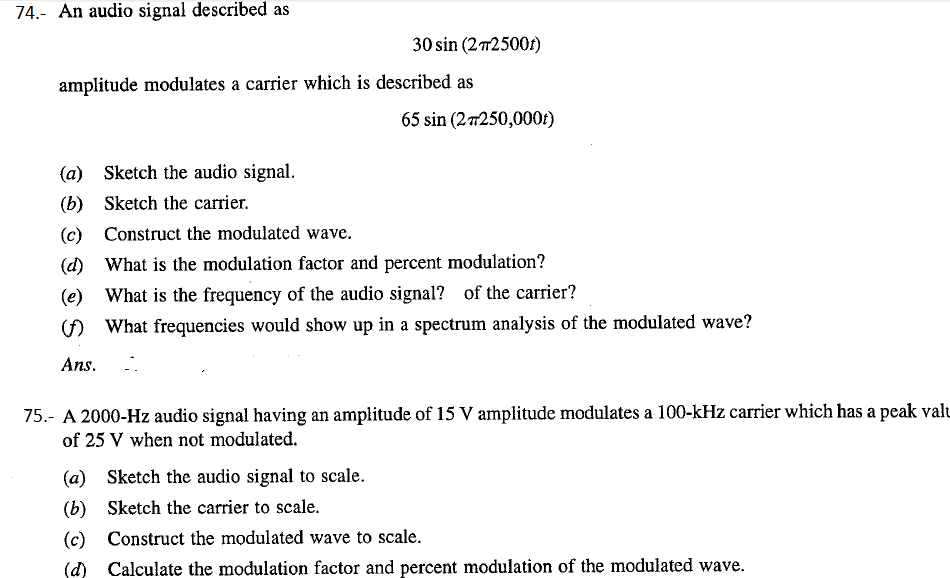 74.- An audio signal described as
30 sin (2π2500t)
amplitude modulates a carrier which is described as
65 sin (2π250,000t)
(a) Sketch the audio signal.
(b) Sketch the carrier.
(c) Construct the modulated wave.
(d) What is the modulation factor and percent modulation?
(e) What is the frequency of the audio signal? of the carrier?
(f) What frequencies would show up in a spectrum analysis of the modulated wave?
Ans.
75.- A 2000-Hz audio signal having an amplitude of 15 V amplitude modulates a 100-kHz carrier which has a peak valu
of 25 V when not modulated.
(a) Sketch the audio signal to scale.
(b) Sketch the carrier to scale.
(c) Construct the modulated wave to scale.
(d) Calculate the modulation factor and percent modulation of the modulated wave.